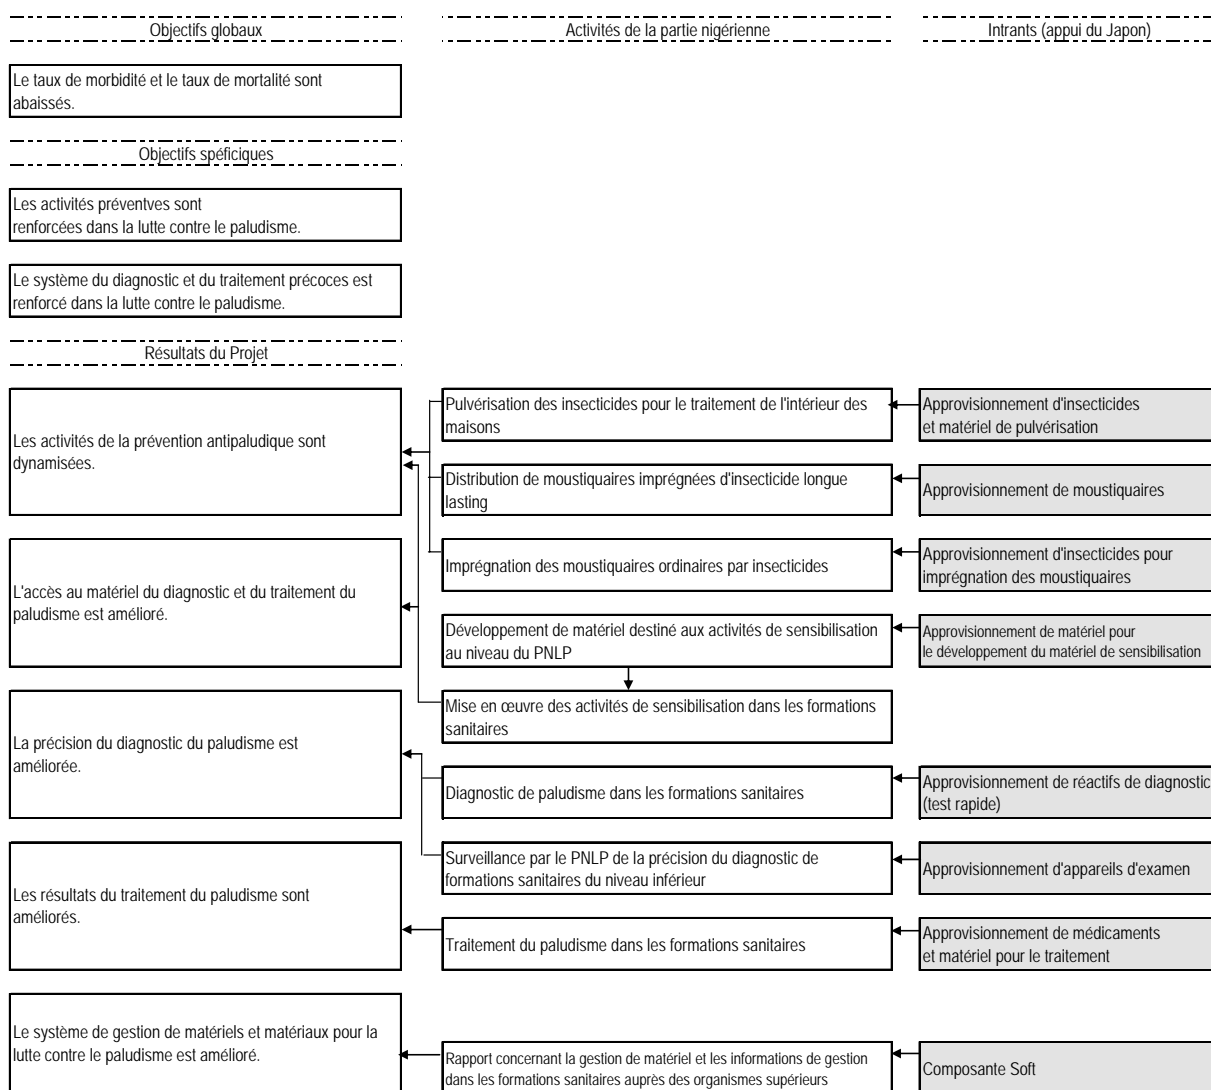 Objectifs globaux
Activités de la partie nigérienne
Intrants (appui du Japon)
Le taux de morbidité et le taux de mortalité sont
abaissés.
Objectifs spéficiques
Les activités préventves sont
renforcées dans la lutte contre le paludisme.
Le système du diagnostic et du traitement précoces est
renforcé dans la lutte contre le paludisme.
Résultats du Projet
Les activités de la prévention antipaludique sont
dynamisées.
Pulvérisation des insecticides pour le traitement de l'intérieur des
maisons
Approvisionnement d'insecticides
et matériel de pulvérisation
Distribution de moustiquaires imprégnées d'insecticide longue
lasting
Approvisionnement de moustiquaires
L'accès au matériel du diagnostic et du traitement du
paludisme est amélioré.
Imprégnation des moustiquaires ordinaires par insecticides
Approvisionnement d'insecticides pour
imprégnation des moustiquaires
Développement de matériel destiné aux activités de sensibilisation
au niveau du PNLP
Approvisionnement de matériel pour
le développement du matériel de sensibilisation
La précision du diagnostic du paludisme est
améliorée.
Mise en œuvre des activités de sensibilisation dans les formations
sanitaires
Diagnostic de paludisme dans les formations sanitaires
Approvisionnement de réactifs de diagnostic
(test rapide)
Les résultats du traitement du paludisme sont
améliorés.
Surveillance par le PNLP de la précision du diagnostic de
formations sanitaires du niveau inférieur
Approvisionnement d'appareils d'examen
Traitement du paludisme dans les formations sanitaires
Approvisionnement de médicaments
et matériel pour le traitement
Le système de gestion de matériels et matériaux pour la
lutte contre le paludisme est amélioré.
Rapport concernant la gestion de matériel et les informations de gestion
dans les formations sanitaires auprès des organismes supérieurs
Composante Soft